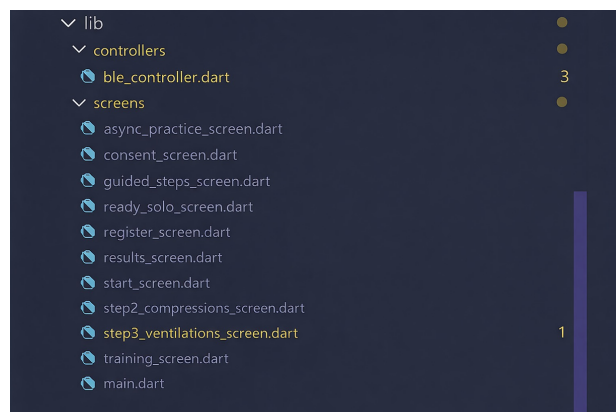 lib
controllers
ble_controller.dart 3
screens
async_practice_screen.dart
consent_screen.dart
guided_steps_screen.dart
ready_solo_screen.dart
register_screen.dart
results_screen.dart
start_screen.dart
step2_compressions_screen.dart
step3_ventilations_screen.dart 1
training_screen.dart
main.dart